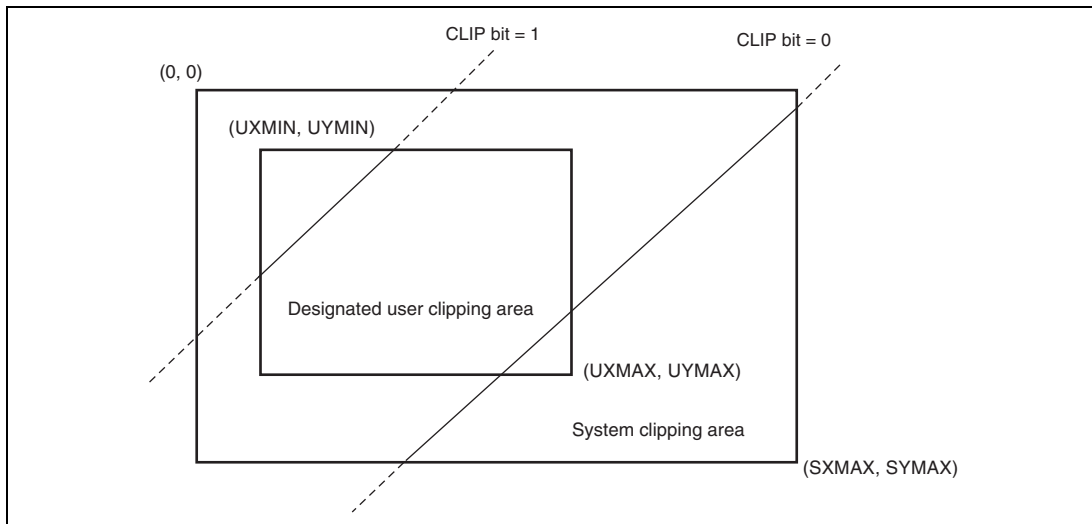 CLIP bit = 1
CLIP bit = 0
(0, 0)
(UXMIN, UYMIN)
Designated user clipping area
(UXMAX, UYMAX)
System clipping area
(SXMAX, SYMAX)